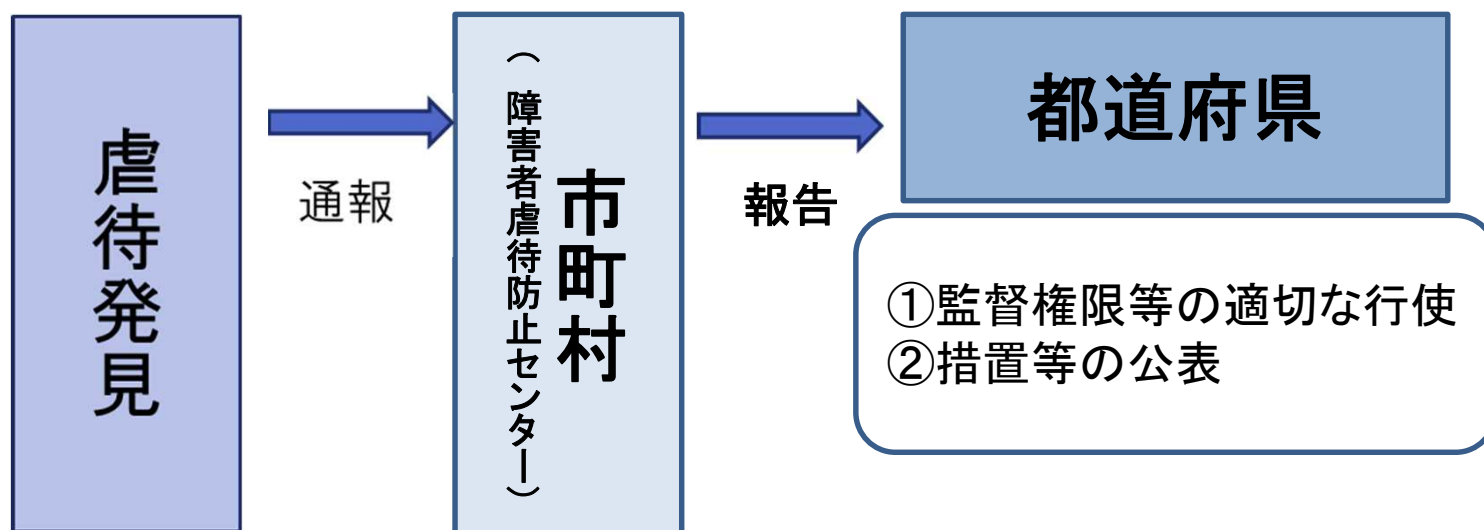 虐待発見
通報
市町村
（障害者虐待防止センター）
報告
都道府県
①監督権限等の適切な行使
②措置等の公表